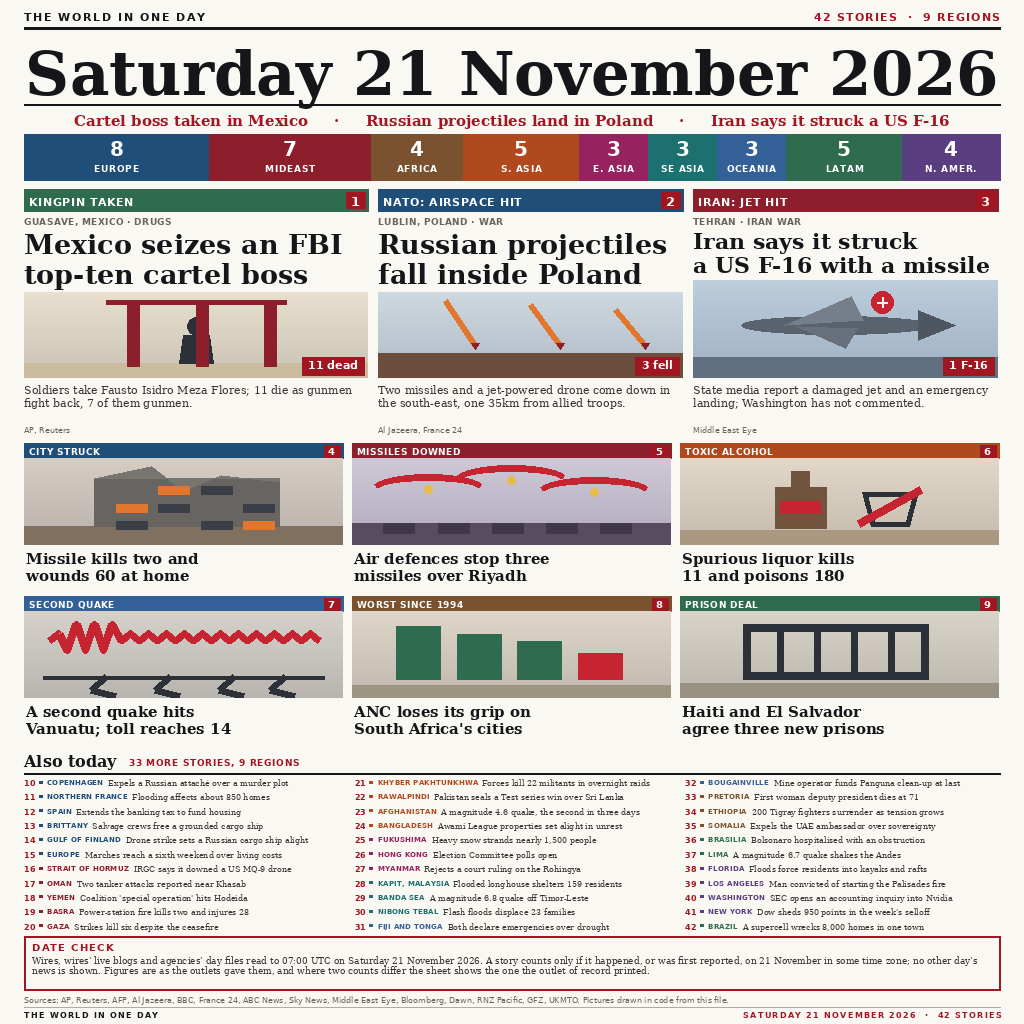 THE WORLD IN ONE DAY
42 STORIES · 9 REGIONS
Saturday 21 November 2026
Cartel boss taken in Mexico · Russian projectiles land in Poland · Iran says it struck a US F-16
8 7 4 5 3 3 3 5 4
EUROPE MIDEAST AFRICA S. ASIA E. ASIA SE ASIA OCEANIA LATAM N. AMER.
KINGPIN TAKEN 1
GUASAVE, MEXICO · DRUGS
Mexico seizes an FBI
top-ten cartel boss
11 dead
Soldiers take Fausto Isidro Meza Flores; 11 die as gunmen
fight back, 7 of them gunmen.
AP, Reuters
NATO: AIRSPACE HIT 2
LUBLIN, POLAND · WAR
Russian projectiles
fall inside Poland
3 fell
Two missiles and a jet-powered drone come down in
the south-east, one 35km from allied troops.
Al Jazeera, France 24
IRAN: JET HIT 3
TEHRAN · IRAN WAR
Iran says it struck
a US F-16 with a missile
1 F-16
State media report a damaged jet and an emergency
landing; Washington has not commented.
Middle East Eye
CITY STRUCK 4
Missile kills two and
wounds 60 at home
MISSILES DOWNED 5
Air defences stop three
missiles over Riyadh
TOXIC ALCOHOL 6
Spurious liquor kills
11 and poisons 180
SECOND QUAKE 7
A second quake hits
Vanuatu; toll reaches 14
WORST SINCE 1994 8
ANC loses its grip on
South Africa's cities
PRISON DEAL 9
Haiti and El Salvador
agree three new prisons
Also today 33 MORE STORIES, 9 REGIONS
10 COPENHAGEN Expels a Russian attaché over a murder plot
11 NORTHERN FRANCE Flooding affects about 850 homes
12 SPAIN Extends the banking tax to fund housing
13 BRITTANY Salvage crews free a grounded cargo ship
14 GULF OF FINLAND Drone strike sets a Russian cargo ship alight
15 EUROPE Marches reach a sixth weekend over living costs
16 STRAIT OF HORMUZ IRGC says it downed a US MQ-9 drone
17 OMAN Two tanker attacks reported near Khasab
18 YEMEN Coalition 'special operation' hits Hodeida
19 BASRA Power-station fire kills two and injures 28
20 GAZA Strikes kill six despite the ceasefire
21 KHYBER PAKHTUNKHWA Forces kill 22 militants in overnight raids
22 RAWALPINDI Pakistan seals a Test series win over Sri Lanka
23 AFGHANISTAN A magnitude 4.6 quake, the second in three days
24 BANGLADESH Awami League properties set alight in unrest
25 FUKUSHIMA Heavy snow strands nearly 1,500 people
26 HONG KONG Election Committee polls open
27 MYANMAR Rejects a court ruling on the Rohingya
28 KAPIT, MALAYSIA Flooded longhouse shelters 159 residents
29 BANDA SEA A magnitude 6.8 quake off Timor-Leste
30 NIBONG TEBAL Flash floods displace 23 families
31 FIJI AND TONGA Both declare emergencies over drought
32 BOUGAINVILLE Mine operator funds Panguna clean-up at last
33 PRETORIA First woman deputy president dies at 71
34 ETHIOPIA 200 Tigray fighters surrender as tension grows
35 SOMALIA Expels the UAE ambassador over sovereignty
36 BRASILIA Bolsonaro hospitalised with an obstruction
37 LIMA A magnitude 6.7 quake shakes the Andes
38 FLORIDA Floods force residents into kayaks and rafts
39 LOS ANGELES Man convicted of starting the Palisades fire
40 WASHINGTON SEC opens an accounting inquiry into Nvidia
41 NEW YORK Dow sheds 950 points in the week's selloff
42 BRAZIL A supercell wrecks 8,000 homes in one town
DATE CHECK
Wires, wires' live blogs and agencies' day files read to 07:00 UTC on Saturday 21 November 2026. A story counts only if it happened, or was first reported, on 21 November in some time zone; no other day's
news is shown. Figures are as the outlets gave them, and where two counts differ the sheet shows the one the outlet of record printed.
Sources: AP, Reuters, AFP, Al Jazeera, BBC, France 24, ABC News, Sky News, Middle East Eye, Bloomberg, Dawn, RNZ Pacific, GFZ, UKMTO. Pictures drawn in code from this file.
THE WORLD IN ONE DAY
SATURDAY 21 NOVEMBER 2026 · 42 STORIES